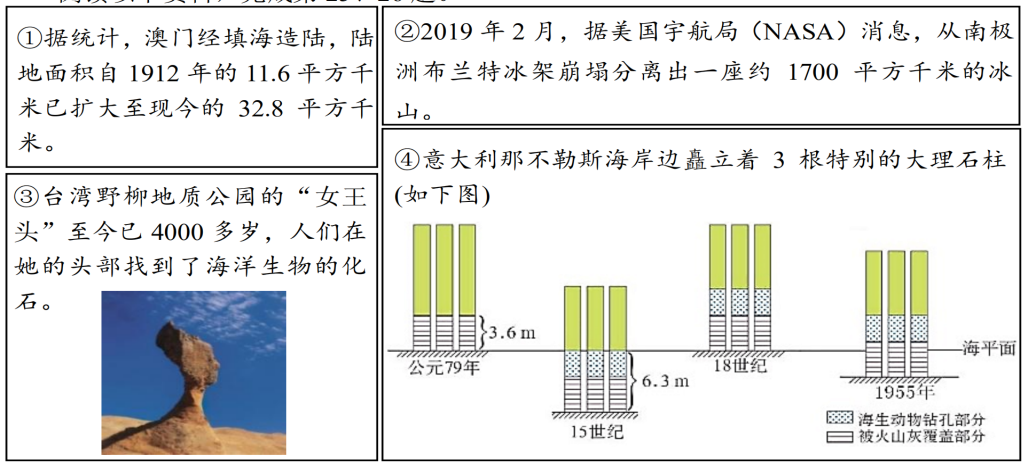 ①据统计，澳门经填海造陆，陆
地面积自 1912 年的 11.6 平方千
米已扩大至现今的 32.8 平方千
米。
②2019 年 2 月，据美国宇航局（NASA）消息，从南极
洲布兰特冰架崩塌分离出一座约 1700 平方千米的冰
山。
③台湾野柳地质公园的“女王
头”至今已 4000 多岁，人们在
她的头部找到了海洋生物的化
石。
④意大利那不勒斯海岸边矗立着 3 根特别的大理石柱
(如下图)
3.6 m
公元79年
6.3 m
15世纪
18世纪
海平面
1955年
海生动物钻孔部分
被火山灰覆盖部分